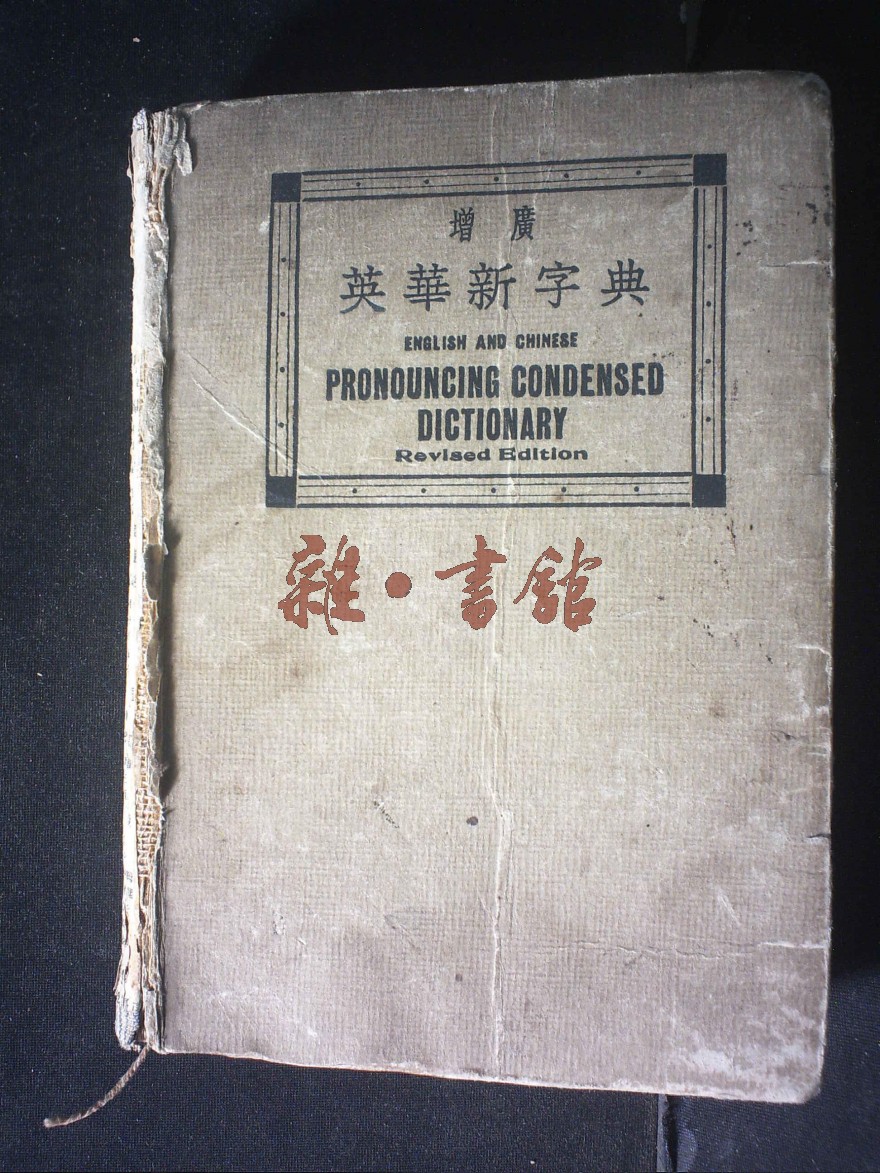 增廣
英華新字典
ENGLISH AND CHINESE
PRONOUNCING CONDENSED
DICTIONARY
Revised Edition
雜·書館